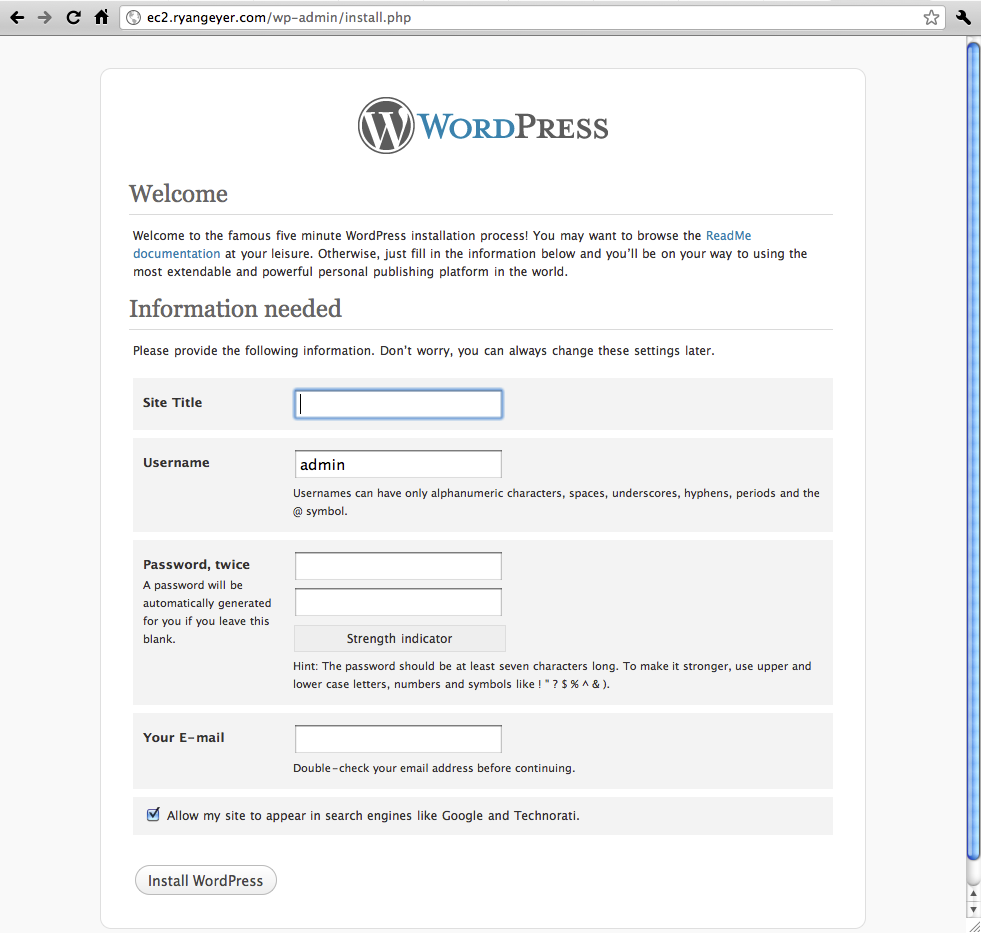 ec2.ryangeyer.com/wp-admin/install.php
WORDPRESS
Welcome
Welcome to the famous five minute WordPress installation process! You may want to browse the ReadMe
documentation at your leisure. Otherwise, just fill in the information below and you'll be on your way to using the
most extendable and powerful personal publishing platform in the world.
Information needed
Please provide the following information. Don't worry, you can always change these settings later.
Site Title
Username
admin
Usernames can have only alphanumeric characters, spaces, underscores, hyphens, periods and the
@ symbol.
Password, twice
A password will be
automatically generated
for you if you leave this
blank.
Strength indicator
Hint: The password should be at least seven characters long. To make it stronger, use upper and
lower case letters, numbers and symbols like ! " ? $ % ^ & ).
Your E-mail
Double-check your email address before continuing.
Allow my site to appear in search engines like Google and Technorati.
Install WordPress